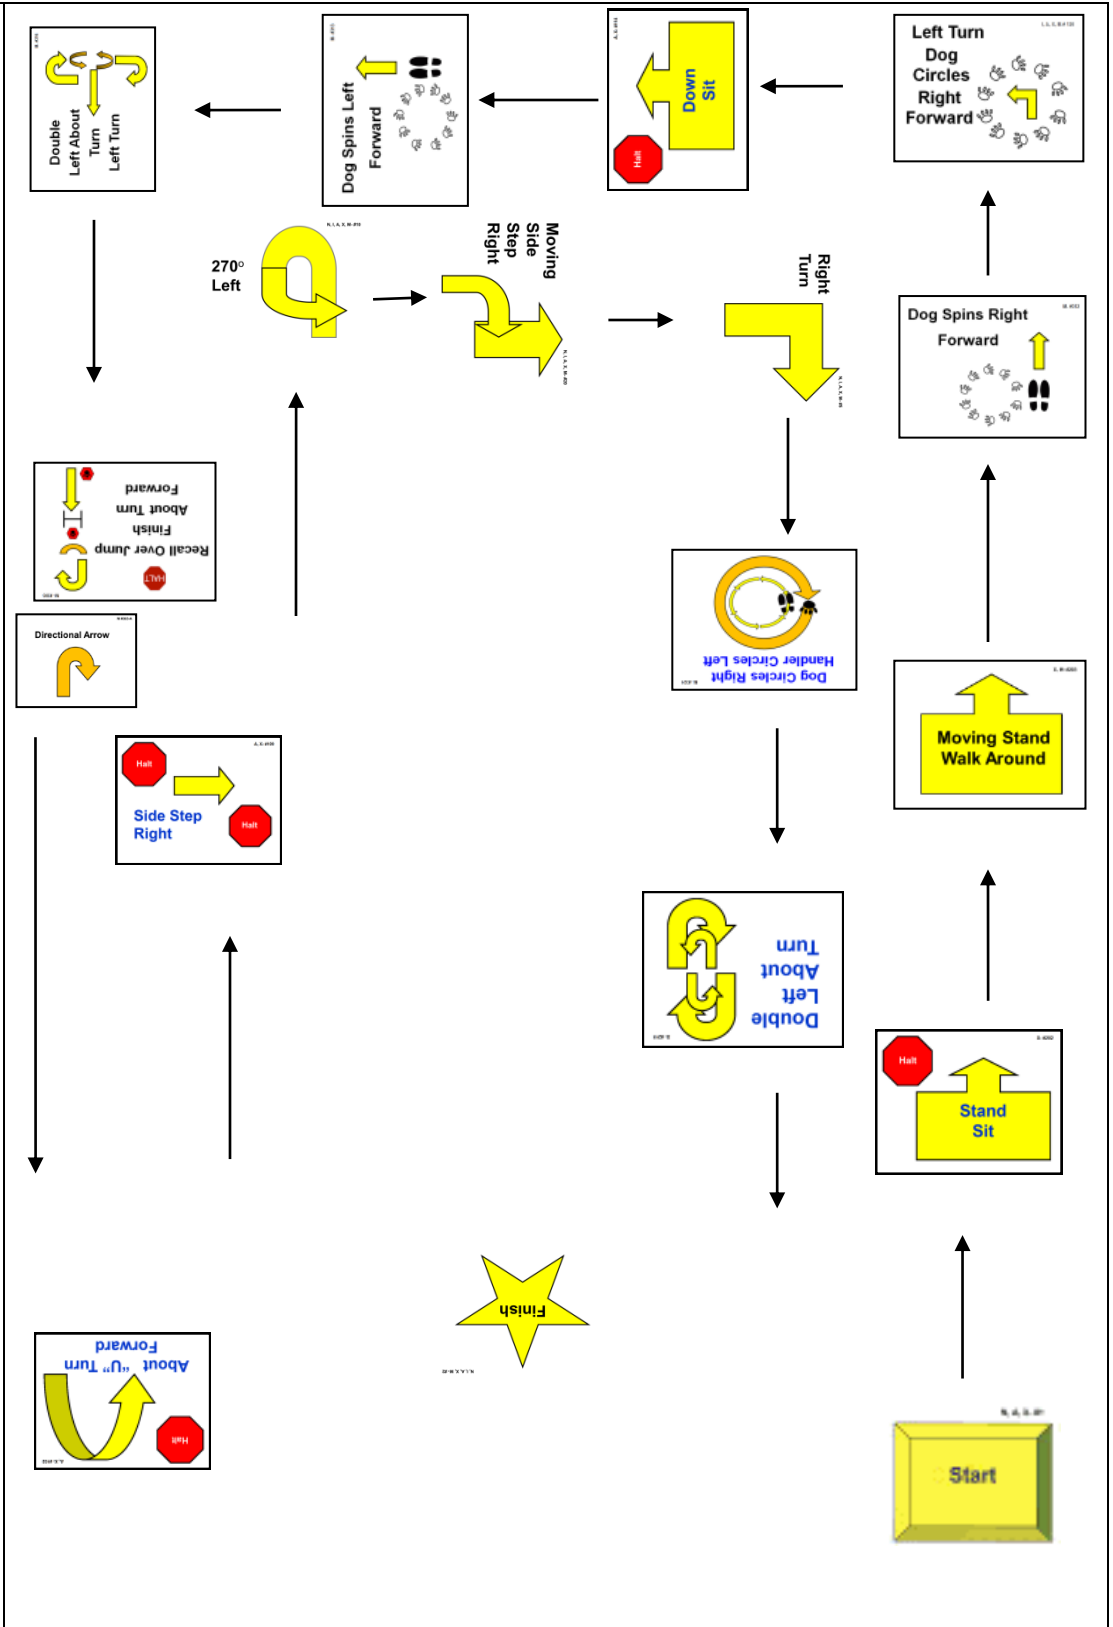 Left Turn
Dog
Circles
Right
Forward
Halt
Down
Sit
Dog Spins Left
Forward
Double
Left About
Turn
Left Turn
270°
Left
Moving
Side
Step
Right
Right
Turn
Dog Spins Right
Forward
HALT
Recall Over Jump
Finish
About Turn
Forward
Directional Arrow
Dog Circles Right
Handler Circles Left
Moving Stand
Walk Around
Halt
Side Step
Right
Halt
Double
Left
About
Turn
Halt
Stand
Sit
Finish
Halt
About "U" Turn
Forward
Start